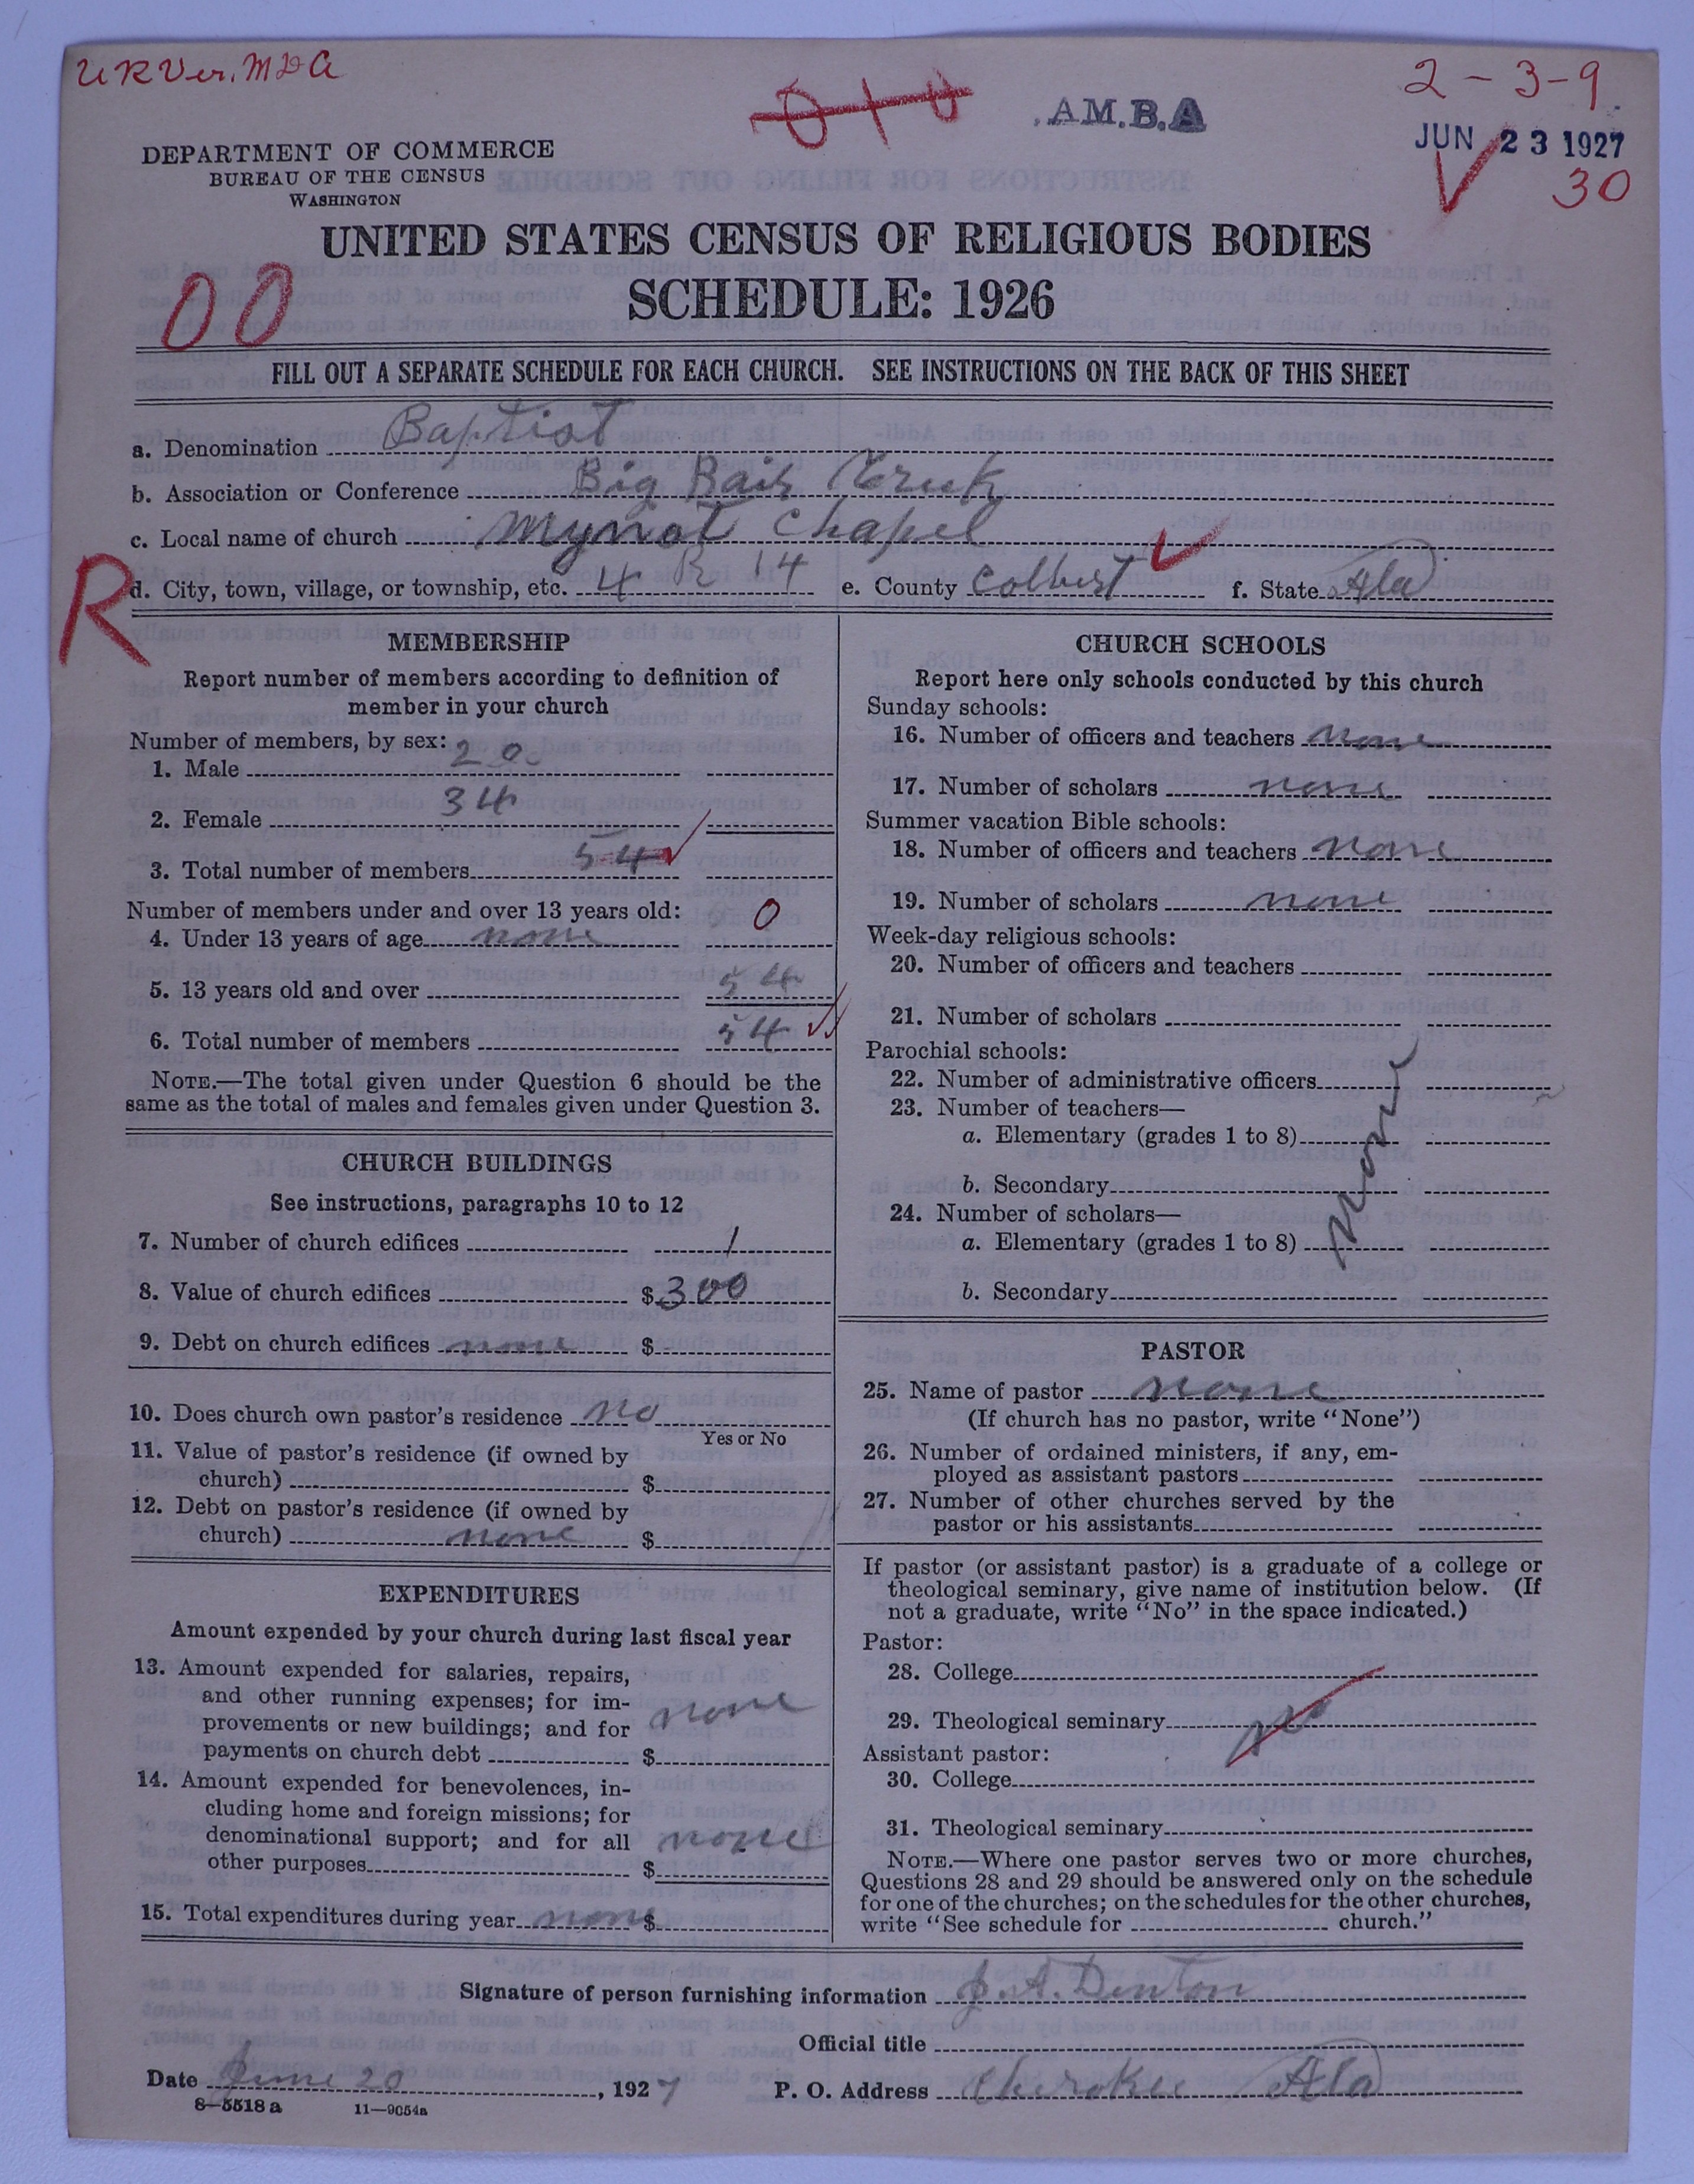 URVer. MDA
010
A.M.B.A
2-3-9
JUN 23 1927
30
DEPARTMENT OF COMMERCE
BUREAU OF THE CENSUS
WASHINGTON
UNITED STATES CENSUS OF RELIGIOUS BODIES
SCHEDULE: 1926
00
FILL OUT A SEPARATE SCHEDULE FOR EACH CHURCH. SEE INSTRUCTIONS ON THE BACK OF THIS SHEET
a. Denomination Baptist
b. Association or Conference Big Bair Creek
c. Local name of church Mynot Chapel
R
d. City, town, village, or township, etc. 4 R 14 e. County Colbert f. State Ala
MEMBERSHIP
Report number of members according to definition of
member in your church
Number of members, by sex:
1. Male 20
2. Female 34
3. Total number of members 54
Number of members under and over 13 years old:
4. Under 13 years of age none 0
5. 13 years old and over 54
6. Total number of members 54
NOTE.—The total given under Question 6 should be the
same as the total of males and females given under Question 3.
CHURCH BUILDINGS
See instructions, paragraphs 10 to 12
7. Number of church edifices 1
8. Value of church edifices $300
9. Debt on church edifices none $
10. Does church own pastor's residence no
Yes or No
11. Value of pastor's residence (if owned by
church) $
12. Debt on pastor's residence (if owned by
church) none $
EXPENDITURES
Amount expended by your church during last fiscal year
13. Amount expended for salaries, repairs,
and other running expenses; for im-
provements or new buildings; and for none
payments on church debt $
14. Amount expended for benevolences, in-
cluding home and foreign missions; for
denominational support; and for all none
other purposes $
15. Total expenditures during year none $
CHURCH SCHOOLS
Report here only schools conducted by this church
Sunday schools:
16. Number of officers and teachers none
17. Number of scholars none
Summer vacation Bible schools:
18. Number of officers and teachers none
19. Number of scholars none
Week-day religious schools:
20. Number of officers and teachers
21. Number of scholars
Parochial schools:
22. Number of administrative officers
23. Number of teachers—
a. Elementary (grades 1 to 8)
none
b. Secondary
24. Number of scholars—
a. Elementary (grades 1 to 8)
b. Secondary
PASTOR
25. Name of pastor none
(If church has no pastor, write "None")
26. Number of ordained ministers, if any, em-
ployed as assistant pastors
27. Number of other churches served by the
pastor or his assistants
If pastor (or assistant pastor) is a graduate of a college or
theological seminary, give name of institution below. (If
not a graduate, write "No" in the space indicated.)
Pastor:
28. College
29. Theological seminary no
Assistant pastor:
30. College
31. Theological seminary
NOTE.—Where one pastor serves two or more churches,
Questions 28 and 29 should be answered only on the schedule
for one of the churches; on the schedules for the other churches,
write "See schedule for church."
Signature of person furnishing information J. A. Denton
Official title
Date June 20, 1927 P. O. Address Cherokee Ala
8—5518 a 11—9054a